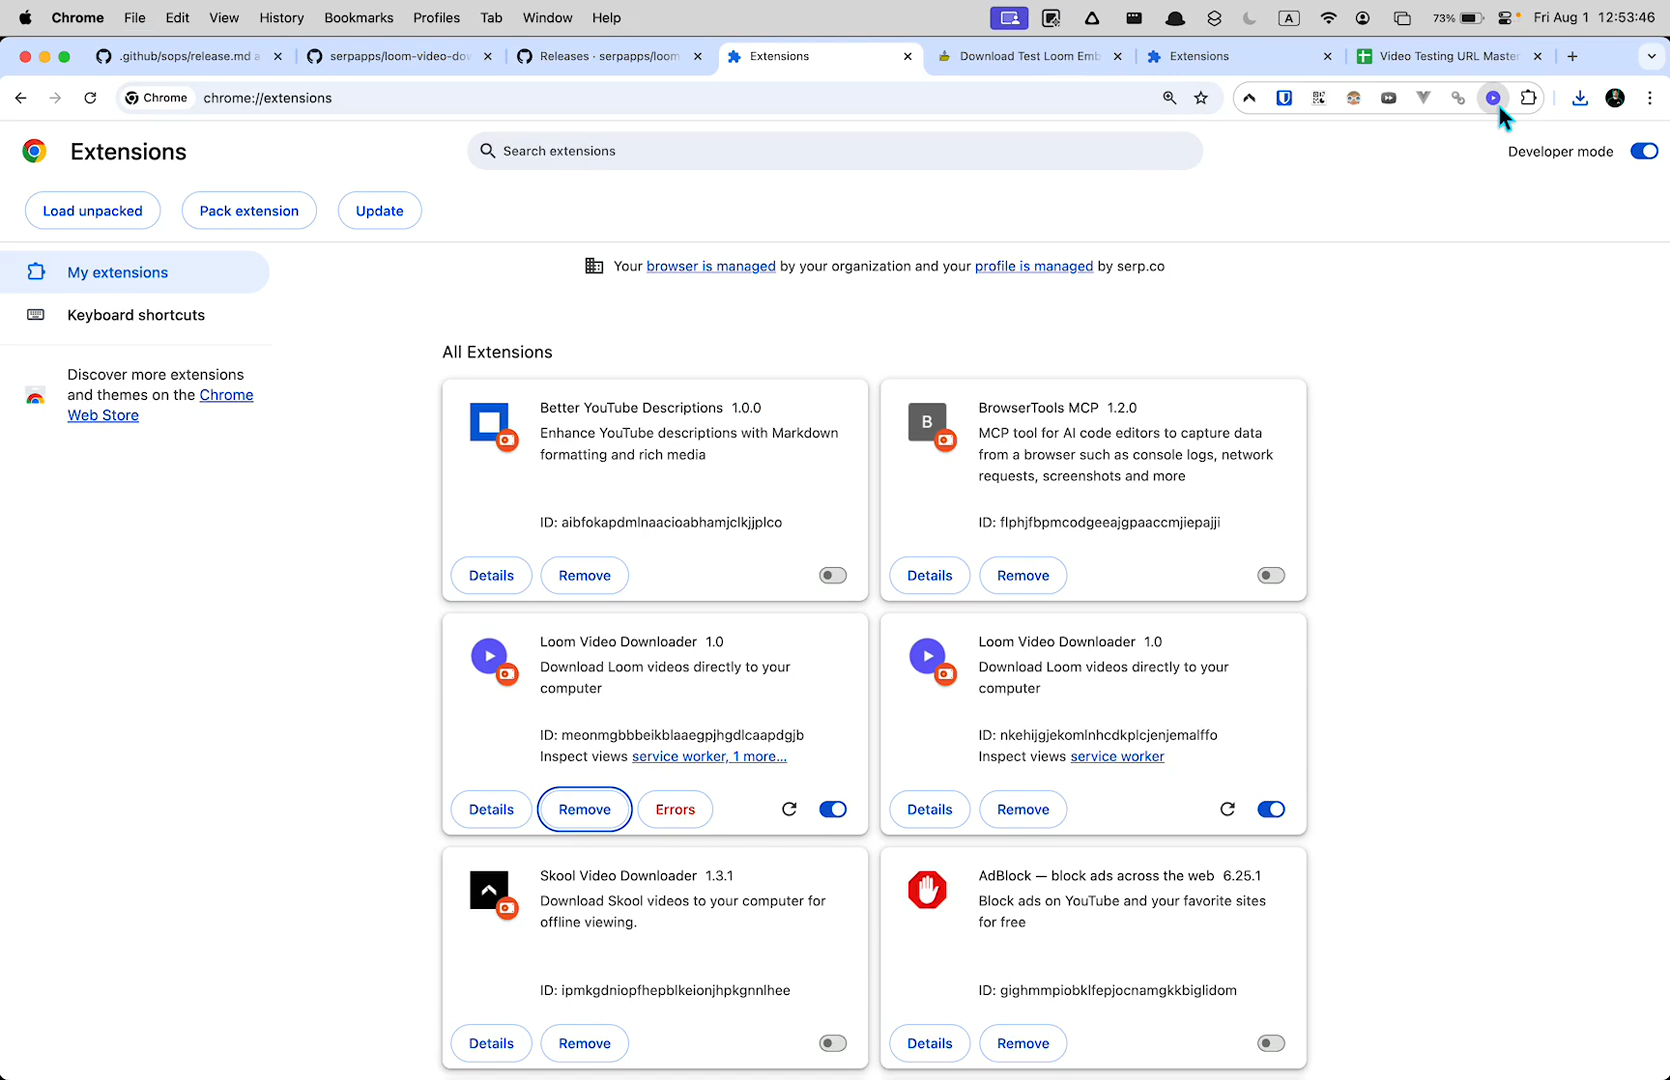 Chrome File Edit View History Bookmarks Profiles Tab Window Help A 73% Fri Aug 1 12:53:46
.github/sops/release.md a serpapps/loom-video-dow Releases · serpapps/loom Extensions Download Test Loom Emb Extensions Video Testing URL Master
Chrome chrome://extensions
Extensions Search extensions Developer mode
Load unpacked Pack extension Update
My extensions
Keyboard shortcuts
Discover more extensions
and themes on the Chrome
Web Store
Your browser is managed by your organization and your profile is managed by serp.co
All Extensions
Better YouTube Descriptions 1.0.0
Enhance YouTube descriptions with Markdown
formatting and rich media
ID: aibfokapdmlnaacioabhamjclkjjplco
Details Remove
B
BrowserTools MCP 1.2.0
MCP tool for AI code editors to capture data
from a browser such as console logs, network
requests, screenshots and more
ID: flphjfbpmcodgeeajgpaaccmjiepajji
Details Remove
Loom Video Downloader 1.0
Download Loom videos directly to your
computer
ID: meonmgbbbeikblaaegpjhgdlcaapdgjb
Inspect views service worker, 1 more...
Details Remove Errors
Loom Video Downloader 1.0
Download Loom videos directly to your
computer
ID: nkehijgjekomlnhcdkplcjenjemalffo
Inspect views service worker
Details Remove
Skool Video Downloader 1.3.1
Download Skool videos to your computer for
offline viewing.
ID: ipmkgdniopfhepblkeionjhpkgnnlhee
Details Remove
AdBlock — block ads across the web 6.25.1
Block ads on YouTube and your favorite sites
for free
ID: gighmmpiobklfepjocnamgkkbiglidom
Details Remove